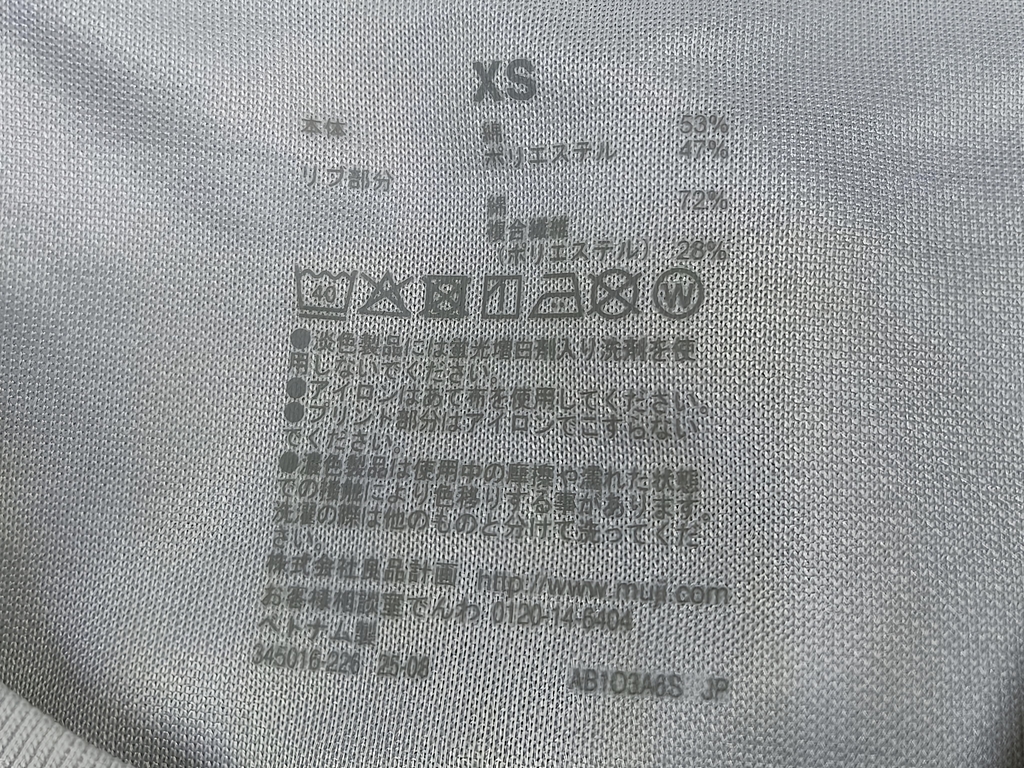 XS
本体 綿 53%
ポリエステル 47%
リブ部分
綿 72%
複合繊維
(ポリエステル) 28%
40 W
●淡色製品には蛍光増白剤入り洗剤を使
用しないでください。
●アイロンはあて布を使用してください。
●プリント部分はアイロンでこすらない
でください。
●濃色製品は使用中の摩擦や濡れた状態
での接触により色移りする事があります。
洗濯の際は他のものと分けて洗ってくだ
さい。
株式会社良品計画 http://www.muji.com
お客様相談室でんわ 0120-14-6404
ベトナム製
345016-226 25-08 AB1O3A6S JP